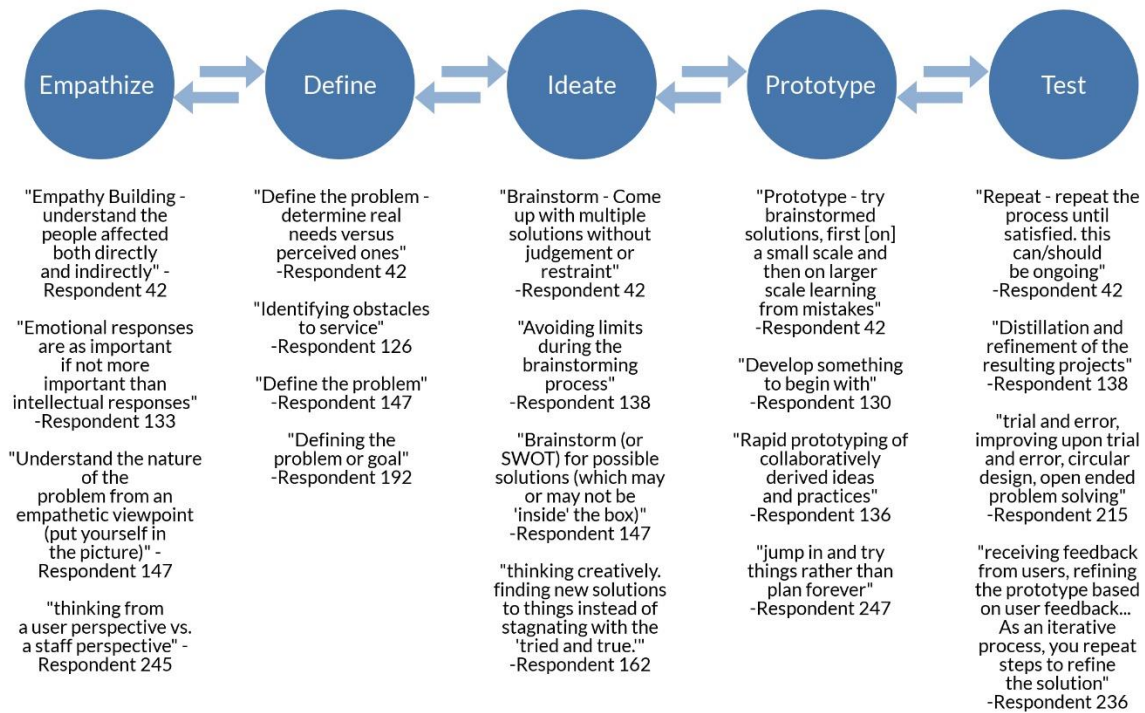 Empathize
Define
Ideate
Prototype
Test
"Empathy Building -
understand the
people affected
both directly
and indirectly" -
Respondent 42
"Emotional responses
are as important
if not more
important than
intellectual responses"
-Respondent 133
"Understand the nature
of the
problem from an
empathetic viewpoint
(put yourself in
the picture)" -
Respondent 147
"thinking from
a user perspective vs.
a staff perspective" -
Respondent 245
"Define the problem -
determine real
needs versus
perceived ones"
-Respondent 42
"Identifying obstacles
to service"
-Respondent 126
"Define the problem"
-Respondent 147
"Defining the
problem or goal"
-Respondent 192
"Brainstorm - Come
up with multiple
solutions without
judgement or
restraint"
-Respondent 42
"Avoiding limits
during the
brainstorming
process"
-Respondent 138
"Brainstorm (or
SWOT) for possible
solutions (which may
or may not be
'inside' the box)"
-Respondent 147
"thinking creatively.
finding new solutions
to things instead of
stagnating with the
'tried and true.'"
-Respondent 162
"Prototype - try
brainstormed
solutions, first [on]
a small scale and
then on larger
scale learning
from mistakes"
-Respondent 42
"Develop something
to begin with"
-Respondent 130
"Rapid prototyping of
collaboratively
derived ideas
and practices"
-Respondent 136
"jump in and try
things rather than
plan forever"
-Respondent 247
"Repeat - repeat the
process until
satisfied. this
can/should
be ongoing"
-Respondent 42
"Distillation and
refinement of the
resulting projects"
-Respondent 138
"trial and error,
improving upon trial
and error, circular
design, open ended
problem solving"
-Respondent 215
"receiving feedback
from users, refining
the prototype based
on user feedback...
As an iterative
process, you repeat
steps to refine
the solution"
-Respondent 236